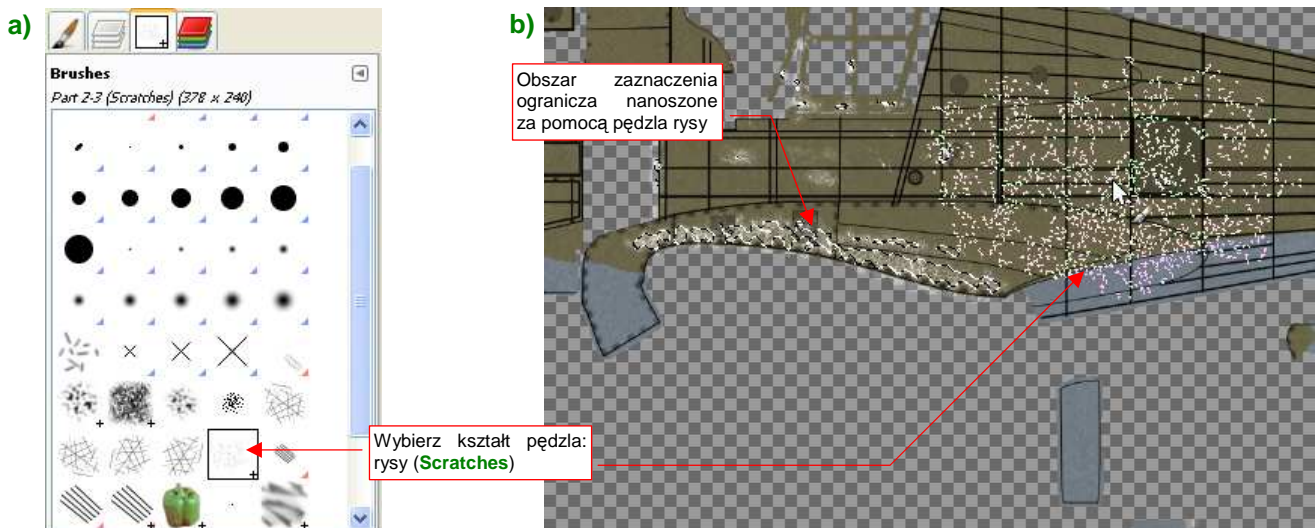 a)
Brushes
Part 2-3 (Scratches) (378 x 240)
Wybierz kształt pędzla:
rysy (Scratches)
b)
Obszar zaznaczenia
ogranicza nanoszone
za pomocą pędzla rysy